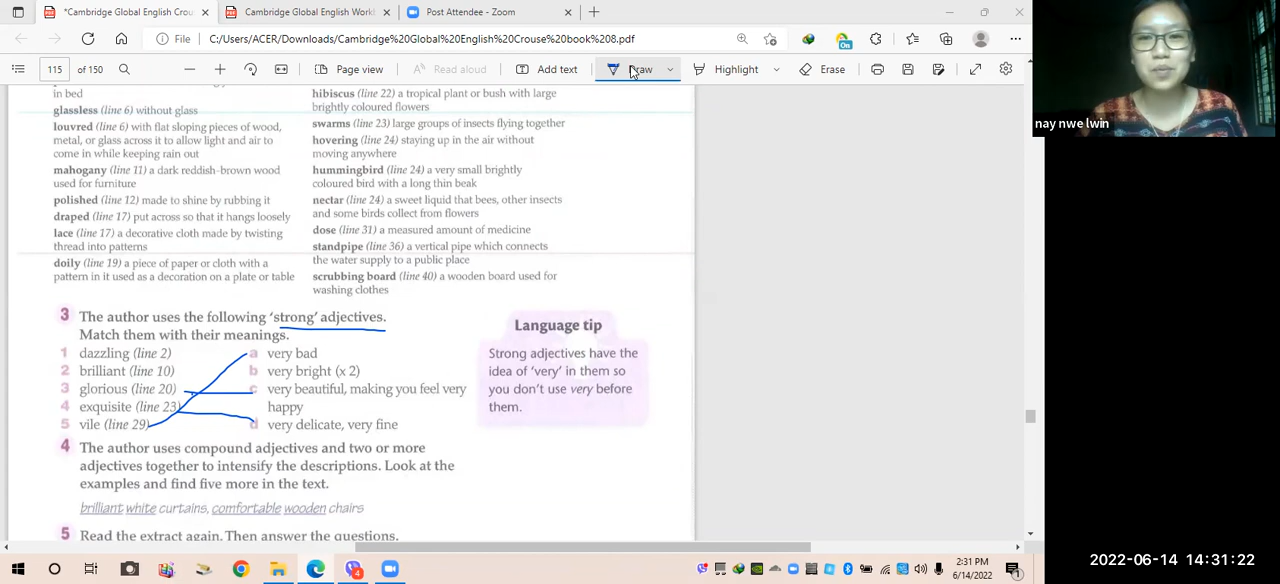 *Cambridge Global English Crou
Cambridge Global English Work
Post Attendee - Zoom
File
C:/Users/ACER/Downloads/Cambridge%20Global%20English%20Crouse%20book%208.pdf
On
115
of 150
Page view
Read aloud
Add text
Draw
Highlight
Erase
in bed
glassless (line 6) without glass
louvred (line 6) with flat sloping pieces of wood,
metal, or glass across it to allow light and air to
come in while keeping rain out
mahogany (line 11) a dark reddish-brown wood
used for furniture
polished (line 12) made to shine by rubbing it
draped (line 17) put across so that it hangs loosely
lace (line 17) a decorative cloth made by twisting
thread into patterns
doily (line 19) a piece of paper or cloth with a
pattern in it used as a decoration on a plate or table
hibiscus (line 22) a tropical plant or bush with large
brightly coloured flowers
swarms (line 23) large groups of insects flying together
hovering (line 24) staying up in the air without
moving anywhere
hummingbird (line 24) a very small brightly
coloured bird with a long thin beak
nectar (line 24) a sweet liquid that bees, other insects
and some birds collect from flowers
dose (line 31) a measured amount of medicine
standpipe (line 36) a vertical pipe which connects
the water supply to a public place
scrubbing board (line 40) a wooden board used for
washing clothes
3 The author uses the following 'strong' adjectives.
Match them with their meanings.
1 dazzling (line 2)
2 brilliant (line 10)
3 glorious (line 20)
4 exquisite (line 23)
5 vile (line 29)
a very bad
b very bright (x 2)
c very beautiful, making you feel very
happy
d very delicate, very fine
Language tip
Strong adjectives have the
idea of 'very' in them so
you don't use very before
them.
4 The author uses compound adjectives and two or more
adjectives together to intensify the descriptions. Look at the
examples and find five more in the text.
brilliant white curtains, comfortable wooden chairs
5 Read the extract again. Then answer the questions.
nay nwe lwin
4
2:31 PM
6/14/2022
1
2022-06-14 14:31:22